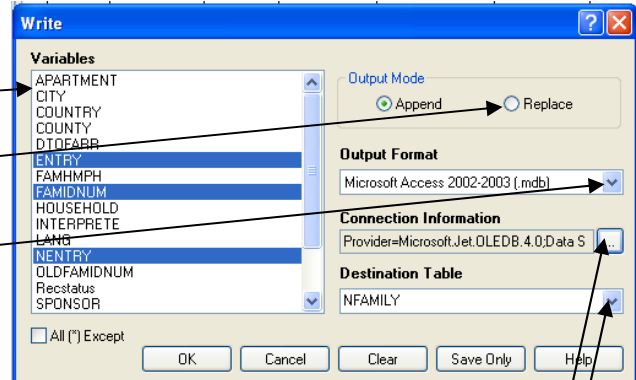 Write
Variables
APARTMENT
CITY
COUNTRY
COUNTY
DTOFARR
ENTRY
FAMHMPH
FAMIDNUM
HOUSEHOLD
INTERPRETE
LANG
NENTRY
OLDFAMIDNUM
Recstatus
SPONSOR
All (*) Except
Output Mode
Append Replace
Output Format
Microsoft Access 2002-2003 (.mdb)
Connection Information
Provider=Microsoft.Jet.OLEDB.4.0;Data S ...
Destination Table
NFAMILY
OK Cancel Clear Save Only Help